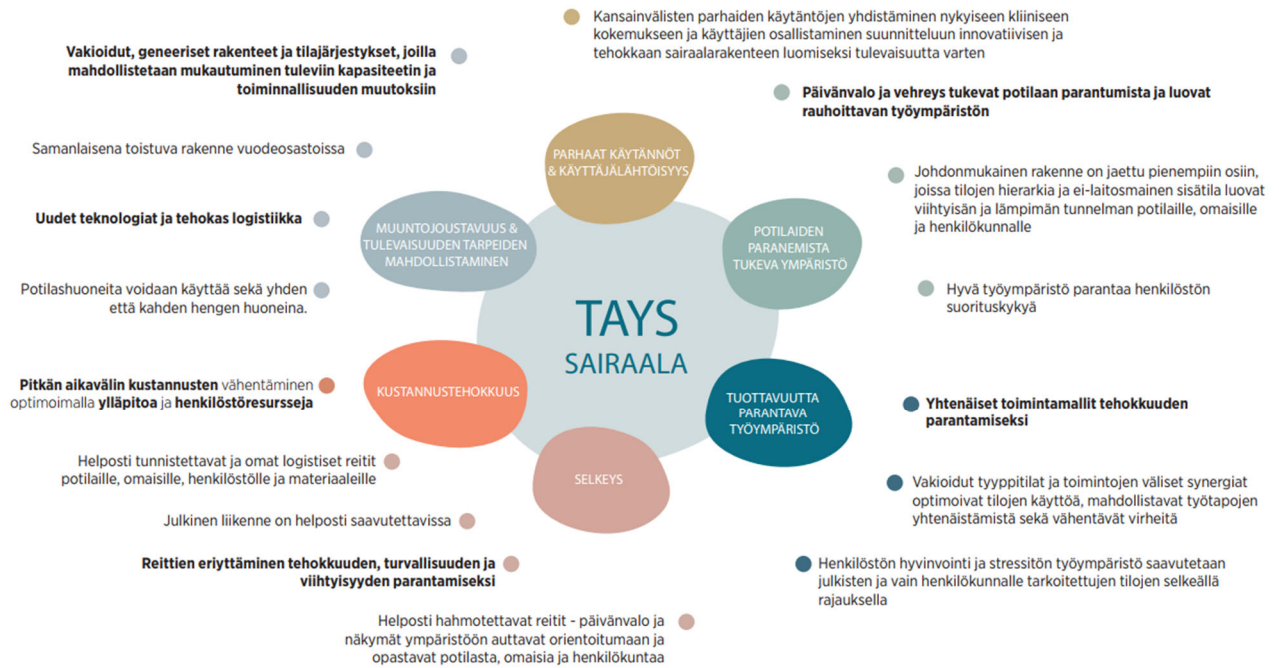 Kansainvälisten parhaiden käytäntöjen yhdistäminen nykyiseen kliiniseen
kokemukseen ja käyttäjien osallistaminen suunnitteluun innovatiivisen ja
tehokkaan sairaalarakenteen luomiseksi tulevaisuutta varten
Vakioidut, geneeriset rakenteet ja tilajärjestykset, joilla
mahdollistetaan mukautuminen tuleviin kapasiteetin ja
toiminnallisuuden muutoksiin
Päivänvalo ja vehreys tukevat potilaan parantumista ja luovat
rauhoittavan työympäristön
Samanlaisena toistuva rakenne vuodeosastoissa
PARHAAT KÄYTÄNNÖT
& KÄYTTÄJÄLÄHTÖISYYS
Johdonmukainen rakenne on jaettu pienempiin osiin,
joissa tilojen hierarkia ja ei-laitosmainen sisätila luovat
viihtyisän ja lämpimän tunnelman potilaille, omaisille
ja henkilökunnalle
Uudet teknologiat ja tehokas logistiikka
MUUNTOJOUSTAVUUS &
TULEVAISUUDEN TARPEIDEN
MAHDOLLISTAMINEN
POTILAIDEN
PARANEMISTA
TUKEVA YMPÄRISTÖ
Potilashuoneita voidaan käyttää sekä yhden
että kahden hengen huoneina.
Hyvä työympäristö parantaa henkilöstön
suorituskykyä
TAYS
SAIRAALA
Pitkän aikavälin kustannusten vähentäminen
optimoimalla ylläpitoa ja henkilöstöresursseja
KUSTANNUSTEHOKKUUS
TUOTTAVUUTTA
PARANTAVA
TYÖYMPÄRISTÖ
Yhtenäiset toimintamallit tehokkuuden
parantamiseksi
Helposti tunnistettavat ja omat logistiset reitit
potilaille, omaisille, henkilöstölle ja materiaaleille
SELKEYS
Vakioidut tyyppitilat ja toimintojen väliset synergiat
optimoivat tilojen käyttöä, mahdollistavat työtapojen
yhtenäistämistä sekä vähentävät virheitä
Julkinen liikenne on helposti saavutettavissa
Reittien eriyttäminen tehokkuuden, turvallisuuden ja
viihtyisyyden parantamiseksi
Henkilöstön hyvinvointi ja stressitön työympäristö saavutetaan
julkisten ja vain henkilökunnalle tarkoitettujen tilojen selkeällä
rajauksella
Helposti hahmotettavat reitit - päivänvalo ja
näkymät ympäristöön auttavat orientoitumaan ja
opastavat potilasta, omaisia ja henkilökuntaa